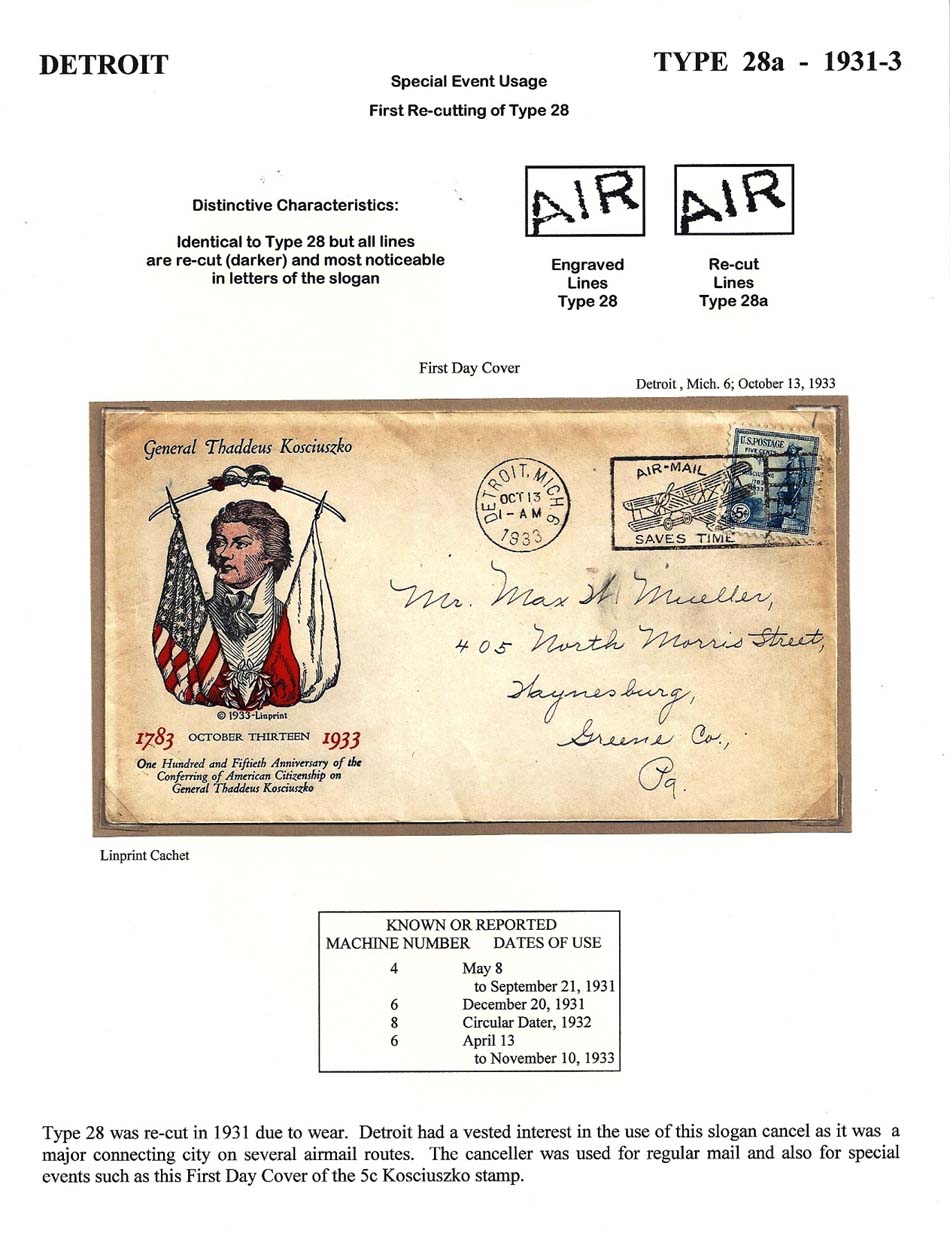 DETROIT
TYPE 28a - 1931-3
Special Event Usage
First Re-cutting of Type 28
AIR
AIR
Distinctive Characteristics:
Identical to Type 28 but all lines
are re-cut (darker) and most noticeable
in letters of the slogan
Engraved
Lines
Type 28
Re-cut
Lines
Type 28a
First Day Cover
Detroit , Mich. 6; October 13, 1933
General Thaddeus Kosciuszko
© 1933-Linprint
1783 OCTOBER THIRTEEN 1933
One Hundred and Fiftieth Anniversary of the
Conferring of American Citizenship on
General Thaddeus Kosciuszko
DETROIT, MICH. 6
OCT 13
1 - AM
1933
AIR-MAIL
SAVES TIME
U.S. POSTAGE
FIVE CENTS
5¢
Mr. Max W Mueller,
405 North Morris Street,
Waynesburg,
Greene Co.,
Pa.
Linprint Cachet
KNOWN OR REPORTED
MACHINE NUMBER DATES OF USE
4 May 8
to September 21, 1931
6 December 20, 1931
8 Circular Dater, 1932
6 April 13
to November 10, 1933
Type 28 was re-cut in 1931 due to wear. Detroit had a vested interest in the use of this slogan cancel as it was a
major connecting city on several airmail routes. The canceller was used for regular mail and also for special
events such as this First Day Cover of the 5c Kosciuszko stamp.